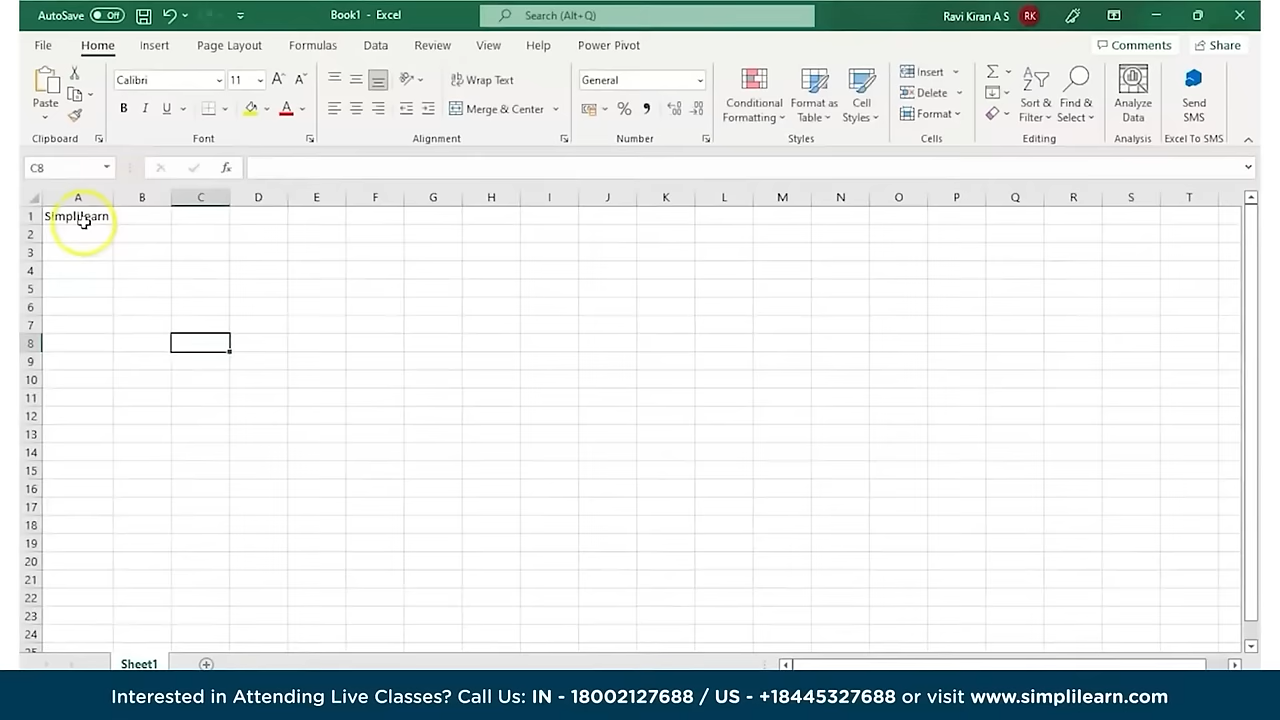 AutoSave Off Book1 - Excel Search (Alt+Q) Ravi Kiran A S RK
File Home Insert Page Layout Formulas Data Review View Help Power Pivot Comments Share
Paste Calibri 11 A A Wrap Text General Conditional Formatting Format as Table Cell Styles Insert Sort & Filter Find & Select Analyze Data Send SMS
B I U A Merge & Center % Delete
Format
Clipboard Font Alignment Number Styles Cells Editing Analysis Excel To SMS
C8 fx
A B C D E F G H I J K L M N O P Q R S T
1 Simplilearn
2
3
4
5
6
7
8
9
10
11
12
13
14
15
16
17
18
19
20
21
22
23
24
25
Sheet1
Interested in Attending Live Classes? Call Us: IN - 18002127688 / US - +18445327688 or visit www.simplilearn.com